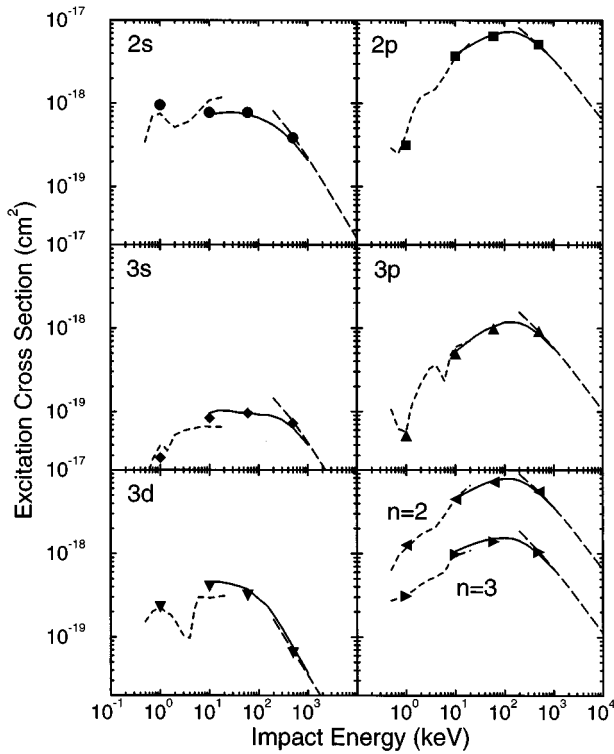 2s
2p
10⁻¹⁷
10⁻¹⁸
10⁻¹⁹
10⁻¹⁷
3s
3p
10⁻¹⁸
10⁻¹⁹
10⁻¹⁷
3d
n=2
10⁻¹⁸
n=3
10⁻¹⁹
10⁻¹ 10⁰ 10¹ 10² 10³ 10⁰ 10¹ 10² 10³ 10⁴
Impact Energy (keV)
Excitation Cross Section (cm²)